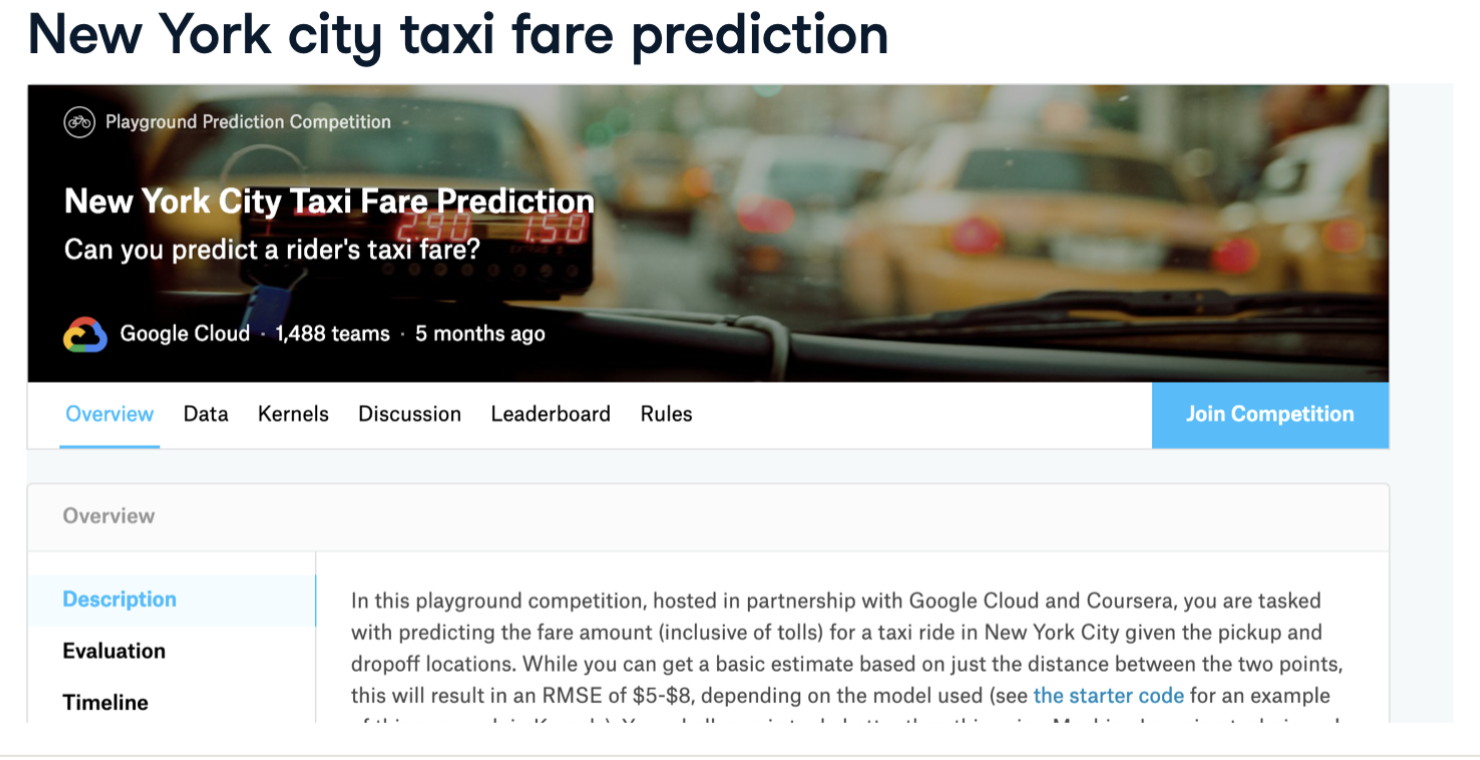 New York city taxi fare prediction
Playground Prediction Competition
New York City Taxi Fare Prediction
2.90 1.50
Can you predict a rider's taxi fare?
Google Cloud · 1,488 teams · 5 months ago
Overview Data Kernels Discussion Leaderboard Rules Join Competition
Overview
Description
Evaluation
Timeline
In this playground competition, hosted in partnership with Google Cloud and Coursera, you are tasked
with predicting the fare amount (inclusive of tolls) for a taxi ride in New York City given the pickup and
dropoff locations. While you can get a basic estimate based on just the distance between the two points,
this will result in an RMSE of $5-$8, depending on the model used (see the starter code for an example